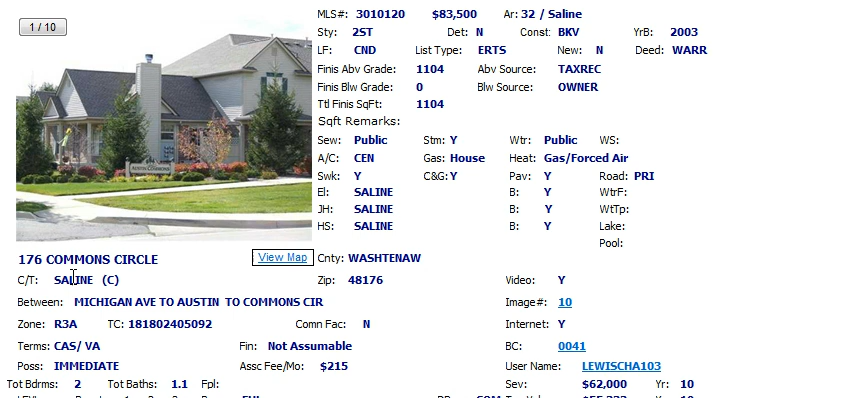 1 / 10
MLS#: 3010120 $83,500 Ar: 32 / Saline
Sty: 2ST Det: N Const: BKV YrB: 2003
LF: CND List Type: ERTS New: N Deed: WARR
Finis Abv Grade: 1104 Abv Source: TAXREC
Finis Blw Grade: 0 Blw Source: OWNER
Ttl Finis SqFt: 1104
Sqft Remarks:
Sew: Public Stm: Y Wtr: Public WS:
A/C: CEN Gas: House Heat: Gas/Forced Air
Swk: Y C&G: Y Pav: Y Road: PRI
El: SALINE B: Y WtrF:
JH: SALINE B: Y WtTp:
HS: SALINE B: Y Lake:
Pool:
AUSTIN COMMONS
176 COMMONS CIRCLE View Map Cnty: WASHTENAW
C/T: SALINE (C) Zip: 48176 Video: Y
Between: MICHIGAN AVE TO AUSTIN TO COMMONS CIR Image#: 10
Zone: R3A TC: 181802405092 Comn Fac: N Internet: Y
Terms: CAS/ VA Fin: Not Assumable BC: 0041
Poss: IMMEDIATE Assc Fee/Mo: $215 User Name: LEWISCHA103
Tot Bdrms: 2 Tot Baths: 1.1 Fpl: Sev: $62,000 Yr: 10